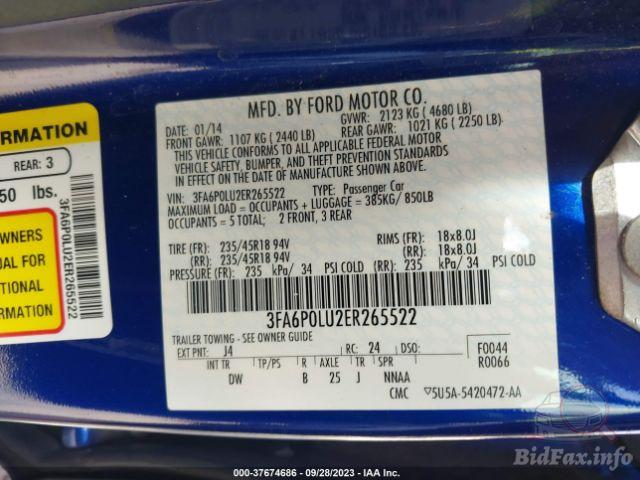 ORMATION
REAR: 3
50 lbs.
3FA6P0LU2ER265522
OWNERS
UAL FOR
TIONAL
RMATION
MFD. BY FORD MOTOR CO.
DATE: 01/14 GVWR: 2123 KG ( 4680 LB)
FRONT GAWR: 1107 KG ( 2440 LB) REAR GAWR: 1021 KG ( 2250 LB)
THIS VEHICLE CONFORMS TO ALL APPLICABLE FEDERAL MOTOR
VEHICLE SAFETY, BUMPER, AND THEFT PREVENTION STANDARDS
IN EFFECT ON THE DATE OF MANUFACTURE SHOWN ABOVE.
VIN: 3FA6P0LU2ER265522 TYPE: Passenger Car
MAXIMUM LOAD = OCCUPANTS + LUGGAGE = 385KG/850LB
OCCUPANTS = 5 TOTAL; 2 FRONT, 3 REAR
TIRE (FR): 235/45R18 94V RIMS (FR): 18x8.0J
(RR): 235/45R18 94V (RR): 18x8.0J
PRESSURE (FR): 235 kPa/ 34 PSI COLD (RR): 235 kPa/ 34 PSI COLD
3FA6P0LU2ER265522
TRAILER TOWING - SEE OWNER GUIDE
EXT PNT: J4 RC: 24 DSO: F0044
INT TR TP/PS R AXLE TR SPR R0066
DW B 25 J NNAA
CMC 5U5A-5420472-AA
000-37674686 - 09/28/2023 - IAA Inc.
BidFax.info